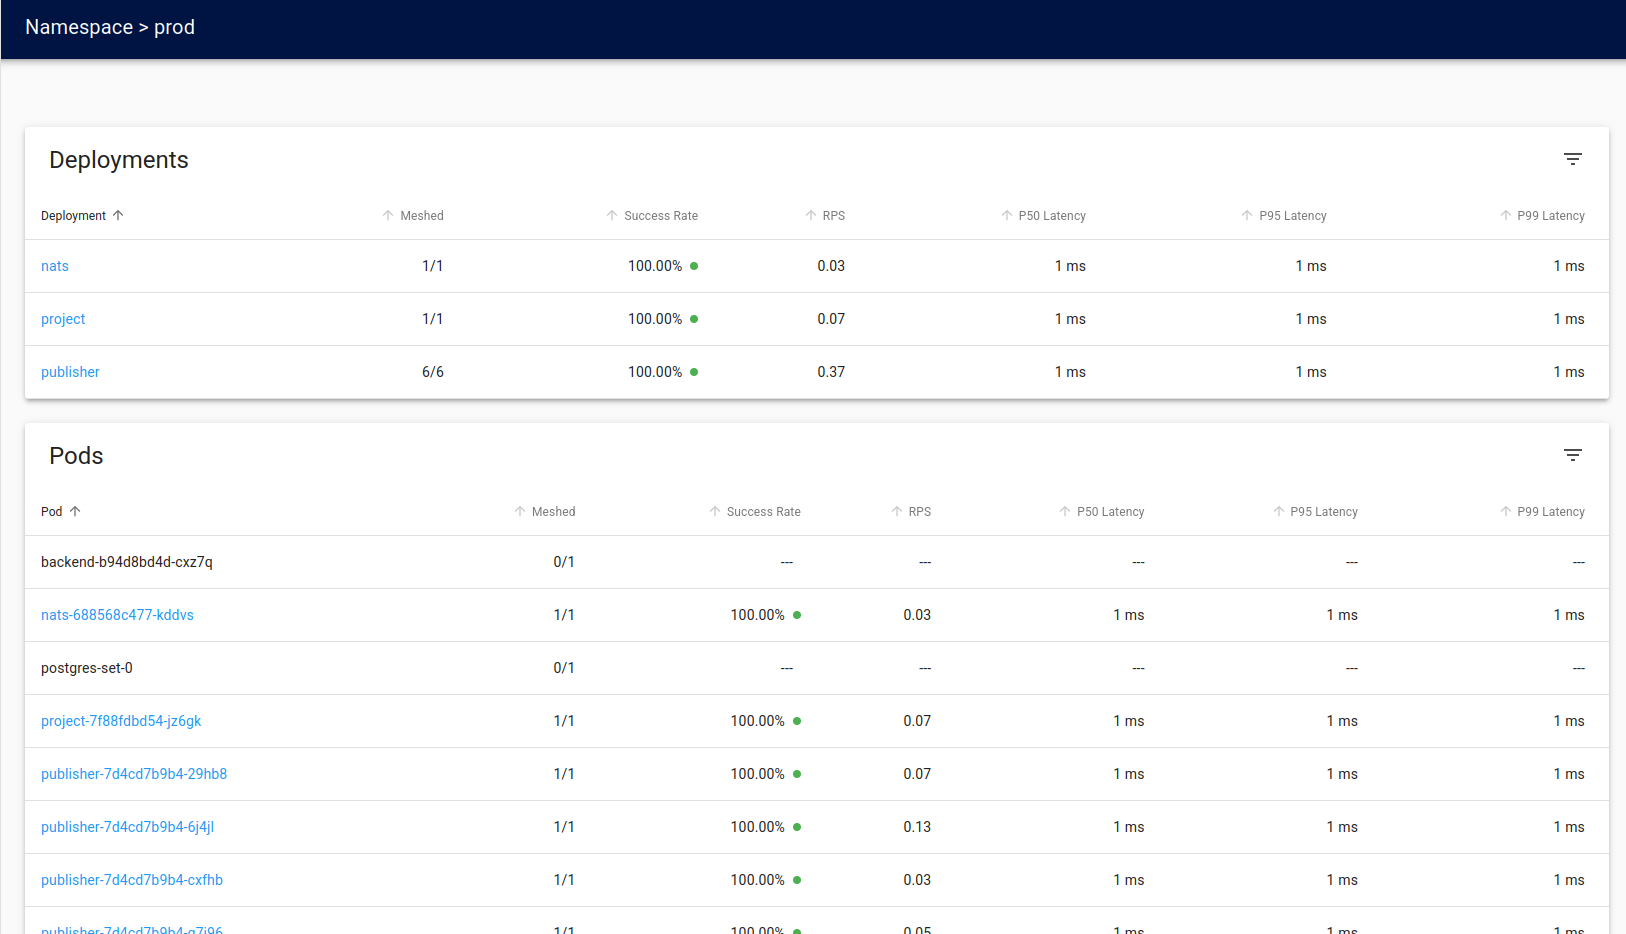 Namespace > prod
Deployments
Deployment Meshed Success Rate RPS P50 Latency P95 Latency P99 Latency
nats 1/1 100.00% 0.03 1 ms 1 ms 1 ms
project 1/1 100.00% 0.07 1 ms 1 ms 1 ms
publisher 6/6 100.00% 0.37 1 ms 1 ms 1 ms
Pods
Pod Meshed Success Rate RPS P50 Latency P95 Latency P99 Latency
backend-b94d8bd4d-cxz7q 0/1 --- --- --- --- ---
nats-688568c477-kddvs 1/1 100.00% 0.03 1 ms 1 ms 1 ms
postgres-set-0 0/1 --- --- --- --- ---
project-7f88fdbd54-jz6gk 1/1 100.00% 0.07 1 ms 1 ms 1 ms
publisher-7d4cd7b9b4-29hb8 1/1 100.00% 0.07 1 ms 1 ms 1 ms
publisher-7d4cd7b9b4-6j4jl 1/1 100.00% 0.13 1 ms 1 ms 1 ms
publisher-7d4cd7b9b4-cxfhb 1/1 100.00% 0.03 1 ms 1 ms 1 ms
1/1 100.00% 0.05 1 ms 1 ms 1 ms